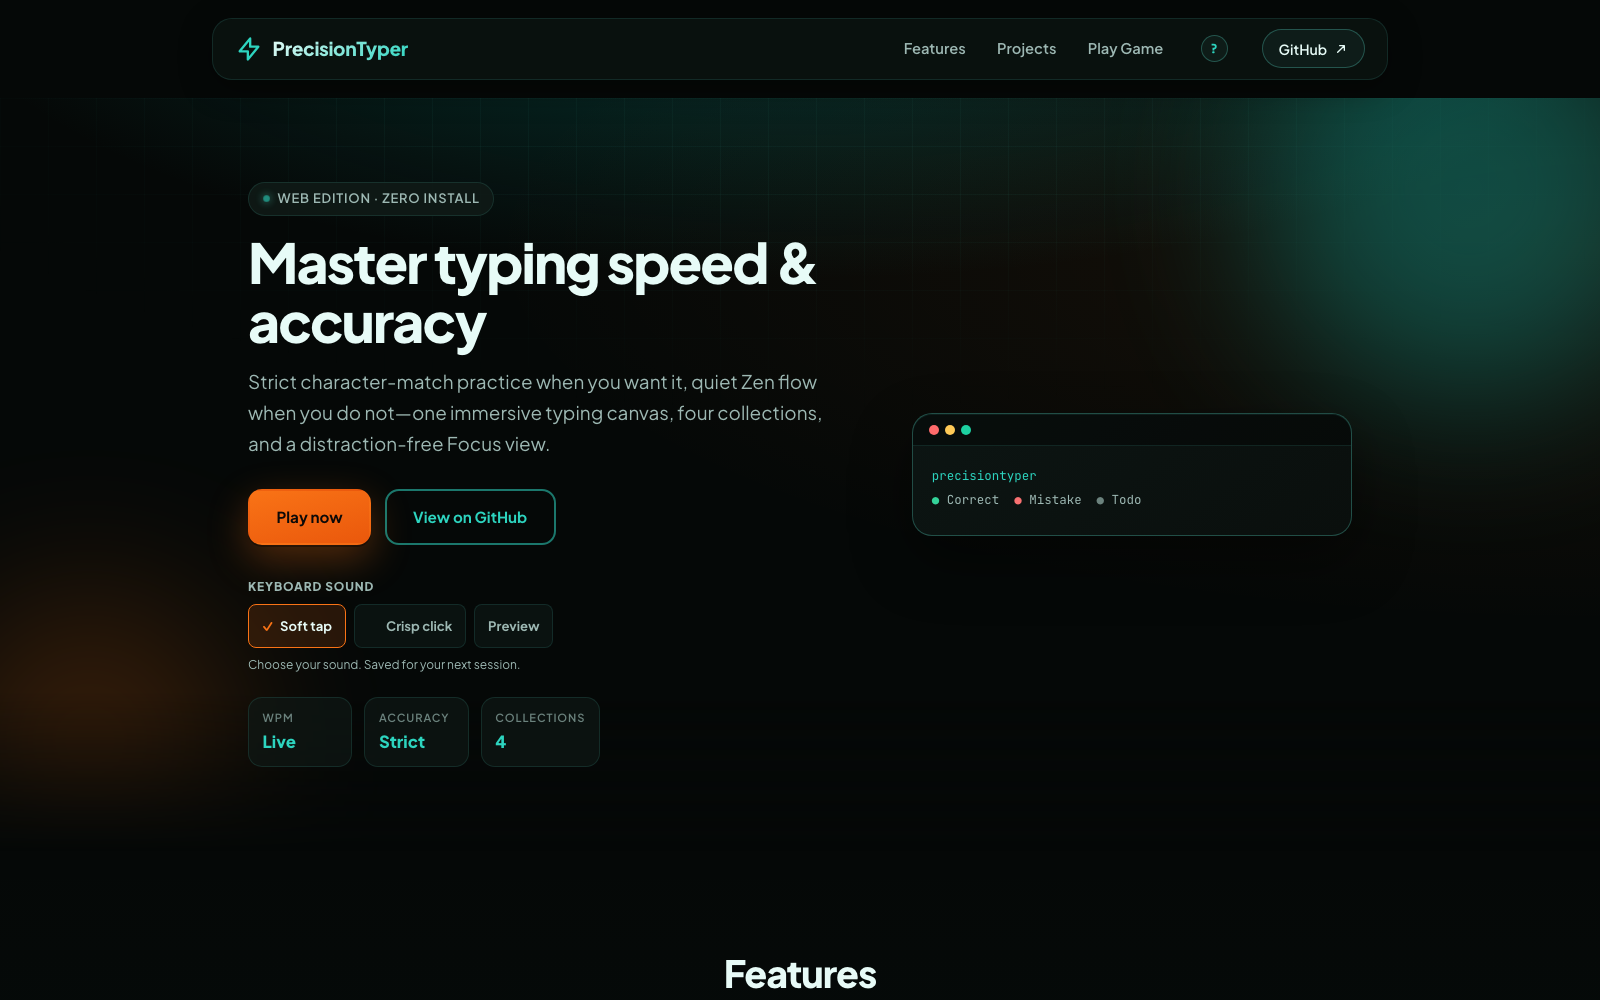 PrecisionTyper
Features
Projects
Play Game
?
GitHub ↗
WEB EDITION · ZERO INSTALL
Master typing speed &
accuracy
Strict character-match practice when you want it, quiet Zen flow
when you do not—one immersive typing canvas, four collections,
and a distraction-free Focus view.
Play now
View on GitHub
KEYBOARD SOUND
✓ Soft tap
Crisp click
Preview
Choose your sound. Saved for your next session.
WPM
Live
ACCURACY
Strict
COLLECTIONS
4
precisiontyper
● Correct ● Mistake ● Todo
Features